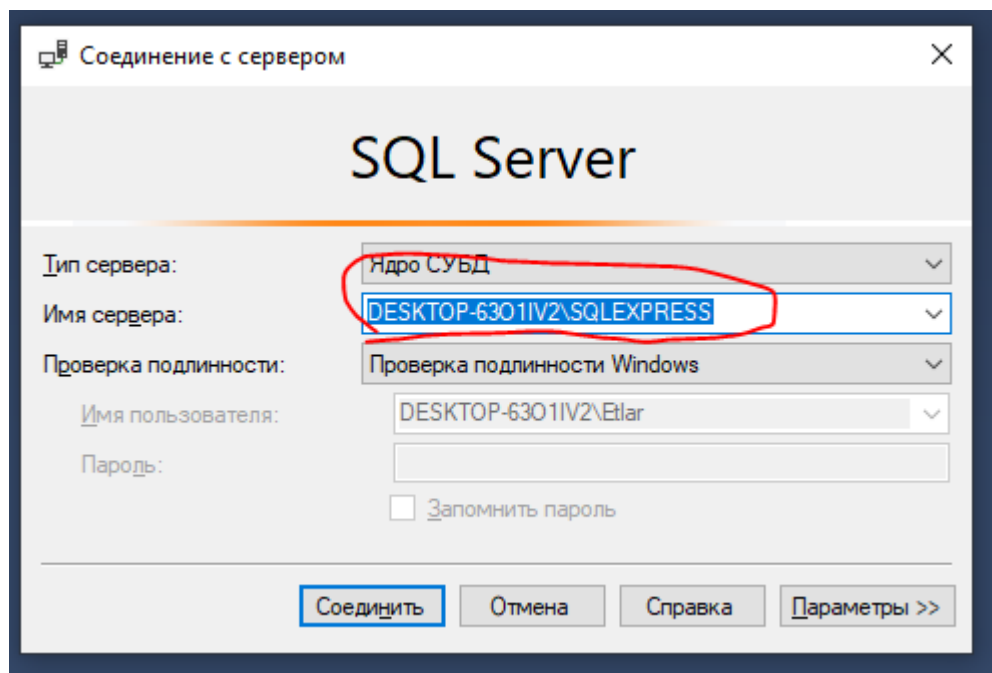 Соединение с сервером
SQL Server
Тип сервера: Ядро СУБД
Имя сервера: DESKTOP-63O1IV2\SQLEXPRESS
Проверка подлинности: Проверка подлинности Windows
Имя пользователя: DESKTOP-63O1IV2\Etlar
Пароль:
Запомнить пароль
Соединить Отмена Справка Параметры >>